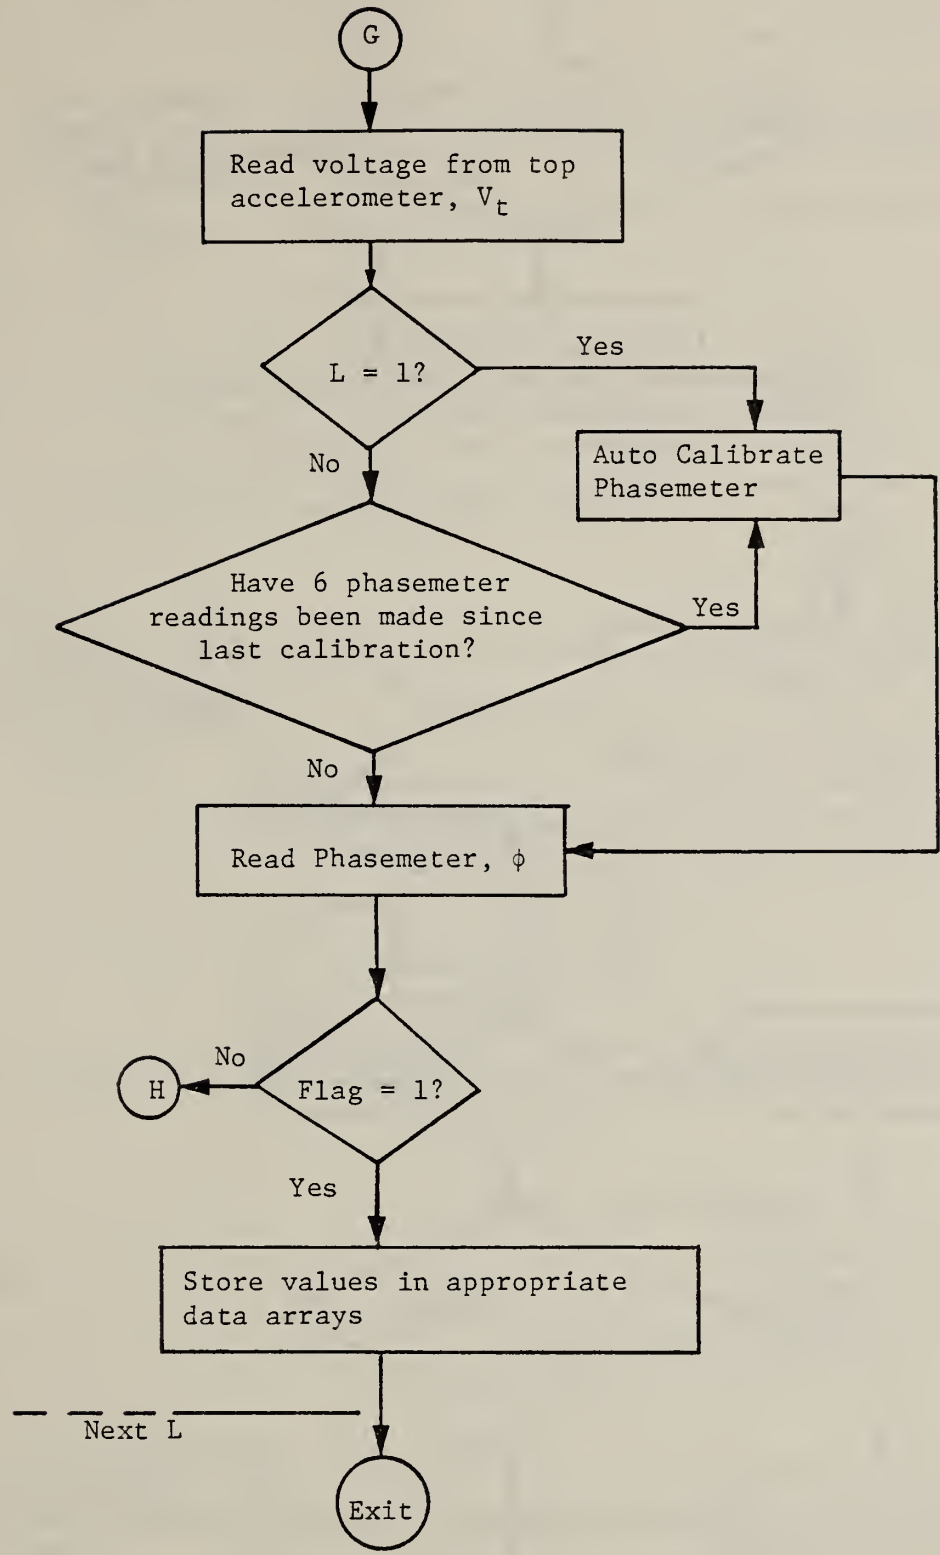 G
Read voltage from top
accelerometer, Vt
L = 1?
Yes
No
Auto Calibrate
Phasemeter
Have 6 phasemeter
readings been made since
last calibration?
Yes
No
Read Phasemeter, ϕ
No
H
Flag = 1?
Yes
Store values in appropriate
data arrays
Next L
Exit